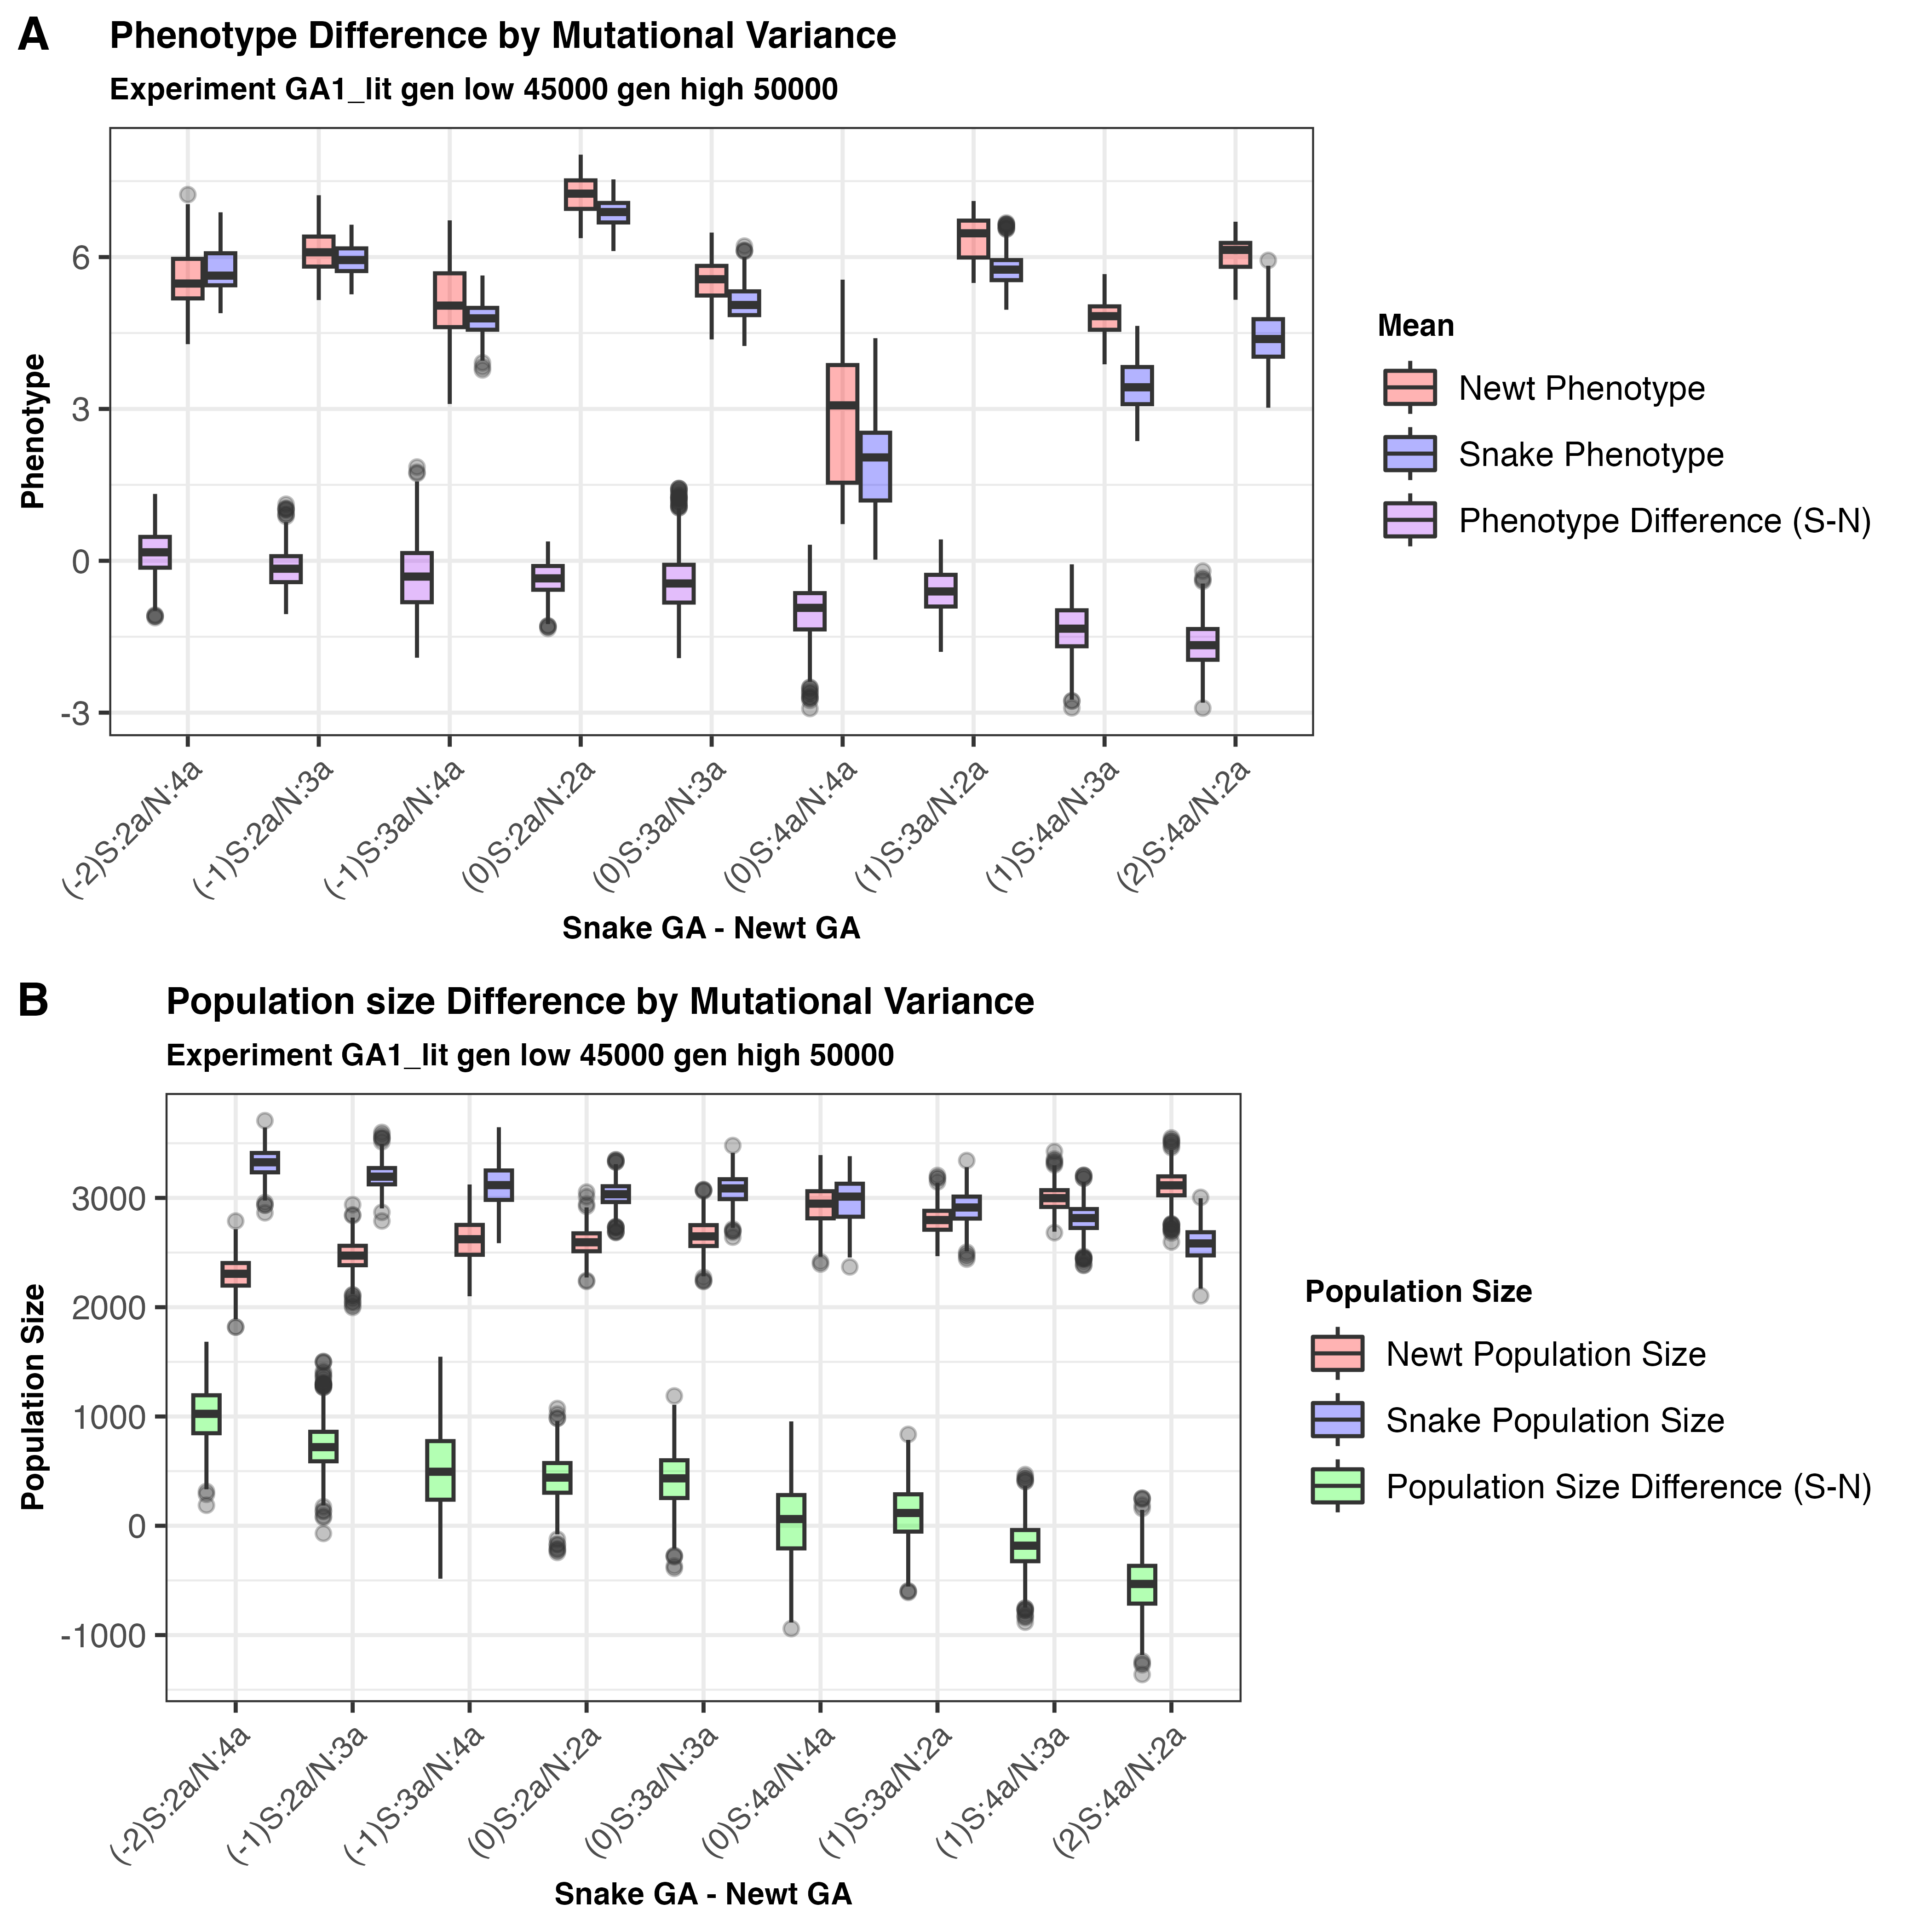 A
Phenotype Difference by Mutational Variance
Experiment GA1_lit gen low 45000 gen high 50000
Phenotype
6
3
0
-3
(-2)S:2a/N:4a
(-1)S:2a/N:3a
(-1)S:3a/N:4a
(0)S:2a/N:2a
(0)S:3a/N:3a
(0)S:4a/N:4a
(1)S:3a/N:2a
(1)S:4a/N:3a
(2)S:4a/N:2a
Snake GA - Newt GA
Mean
Newt Phenotype
Snake Phenotype
Phenotype Difference (S-N)
B
Population size Difference by Mutational Variance
Experiment GA1_lit gen low 45000 gen high 50000
Population Size
3000
2000
1000
0
-1000
(-2)S:2a/N:4a
(-1)S:2a/N:3a
(-1)S:3a/N:4a
(0)S:2a/N:2a
(0)S:3a/N:3a
(0)S:4a/N:4a
(1)S:3a/N:2a
(1)S:4a/N:3a
(2)S:4a/N:2a
Snake GA - Newt GA
Population Size
Newt Population Size
Snake Population Size
Population Size Difference (S-N)